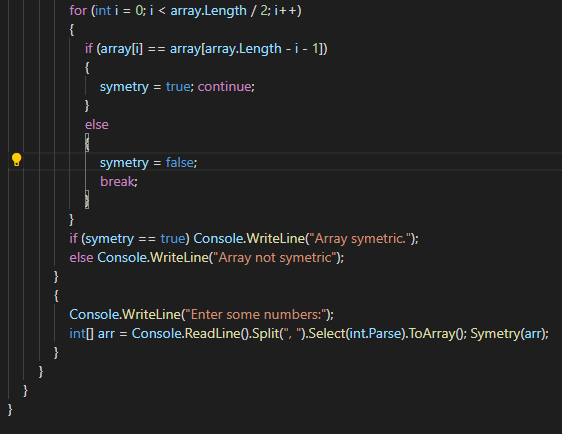 for (int i = 0; i < array.Length / 2; i++)
{
if (array[i] == array[array.Length - i - 1])
{
symetry = true; continue;
}
else
{
symetry = false;
break;
}
}
if (symetry == true) Console.WriteLine("Array symetric.");
else Console.WriteLine("Array not symetric");
}
{
Console.WriteLine("Enter some numbers:");
int[] arr = Console.ReadLine().Split(", ").Select(int.Parse).ToArray(); Symetry(arr);
}
}
}
}